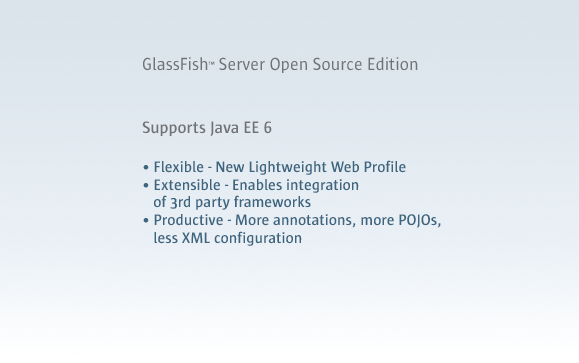 GlassFish™ Server Open Source Edition
Supports Java EE 6
• Flexible - New Lightweight Web Profile
• Extensible - Enables integration
of 3rd party frameworks
• Productive - More annotations, more POJOs,
less XML configuration